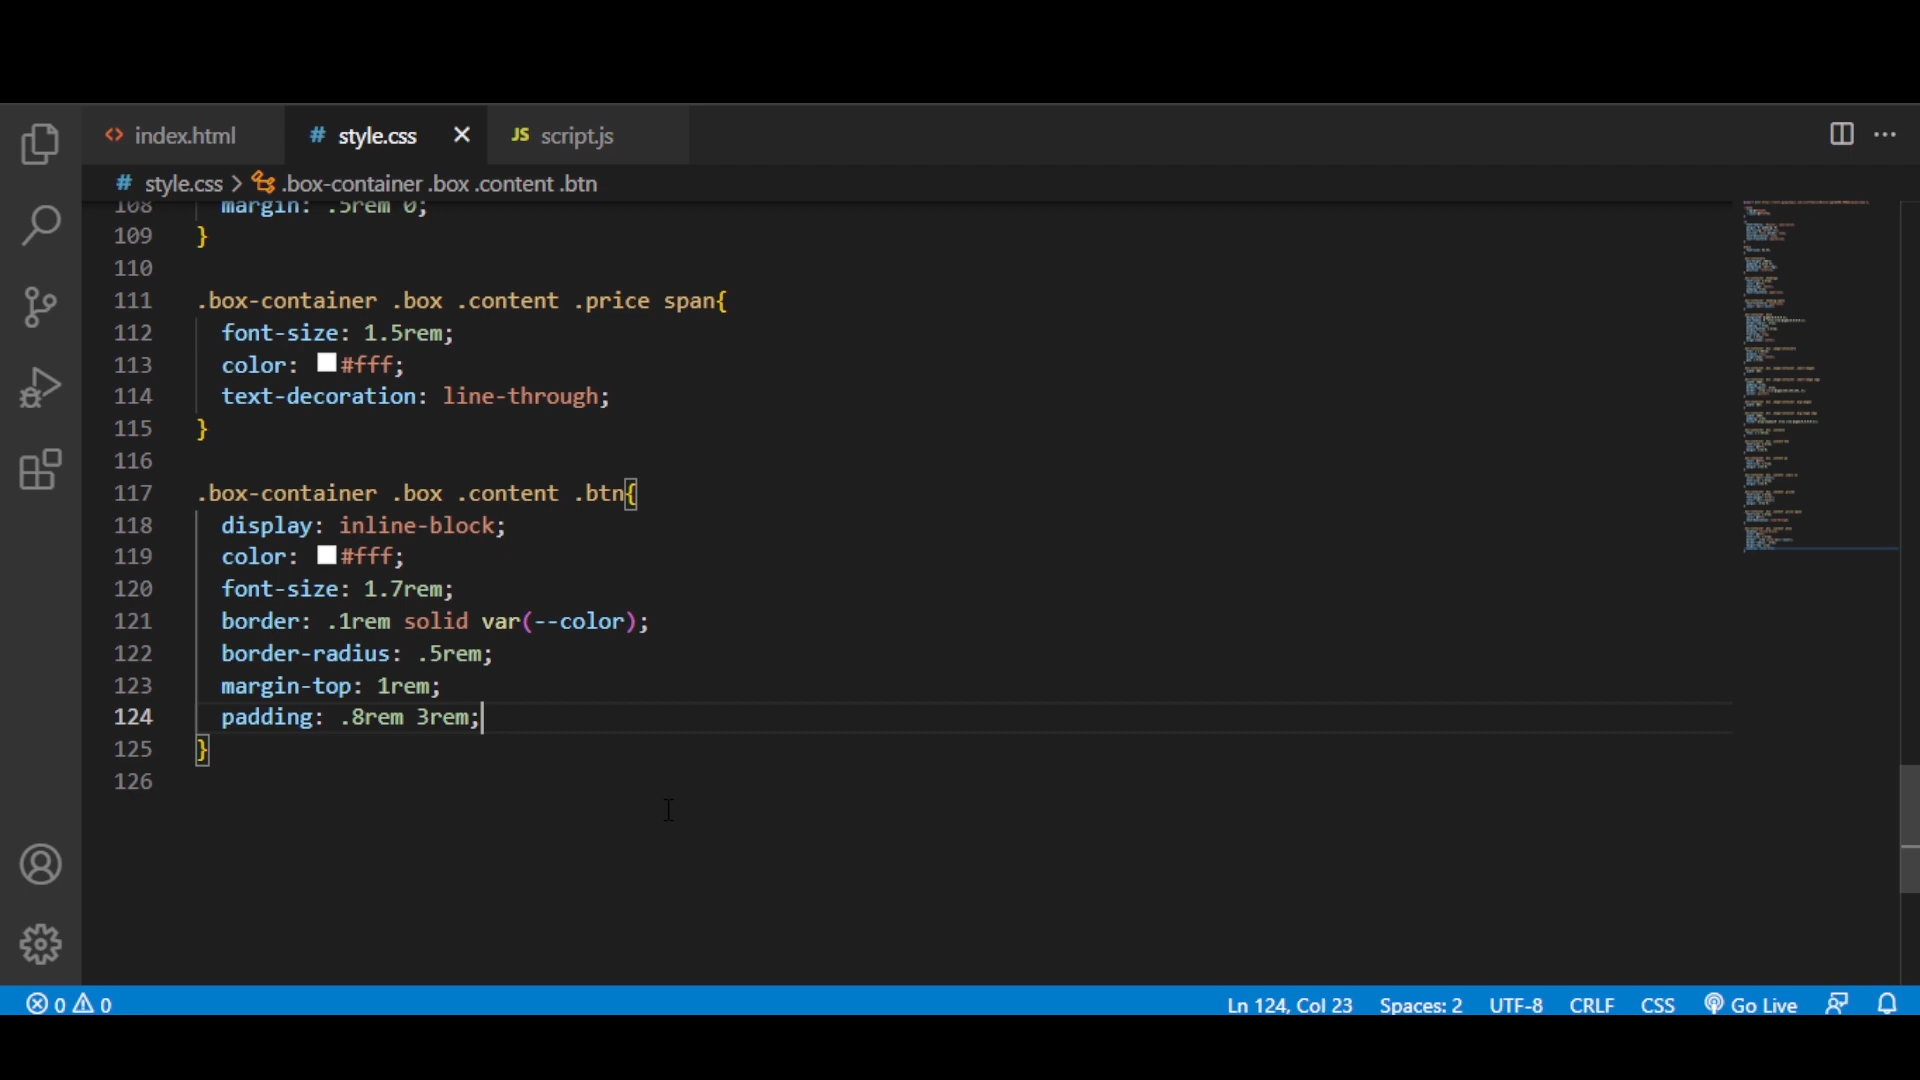 <> index.html # style.css × JS script.js ···
# style.css > .box-container .box .content .btn
108 margin: .5rem 0;
109 }
110
111 .box-container .box .content .price span{
112 font-size: 1.5rem;
113 color: #fff;
114 text-decoration: line-through;
115 }
116
117 .box-container .box .content .btn{
118 display: inline-block;
119 color: #fff;
120 font-size: 1.7rem;
121 border: .1rem solid var(--color);
122 border-radius: .5rem;
123 margin-top: 1rem;
124 padding: .8rem 3rem;
125 }
126
0 0 Ln 124, Col 23 Spaces: 2 UTF-8 CRLF CSS Go Live